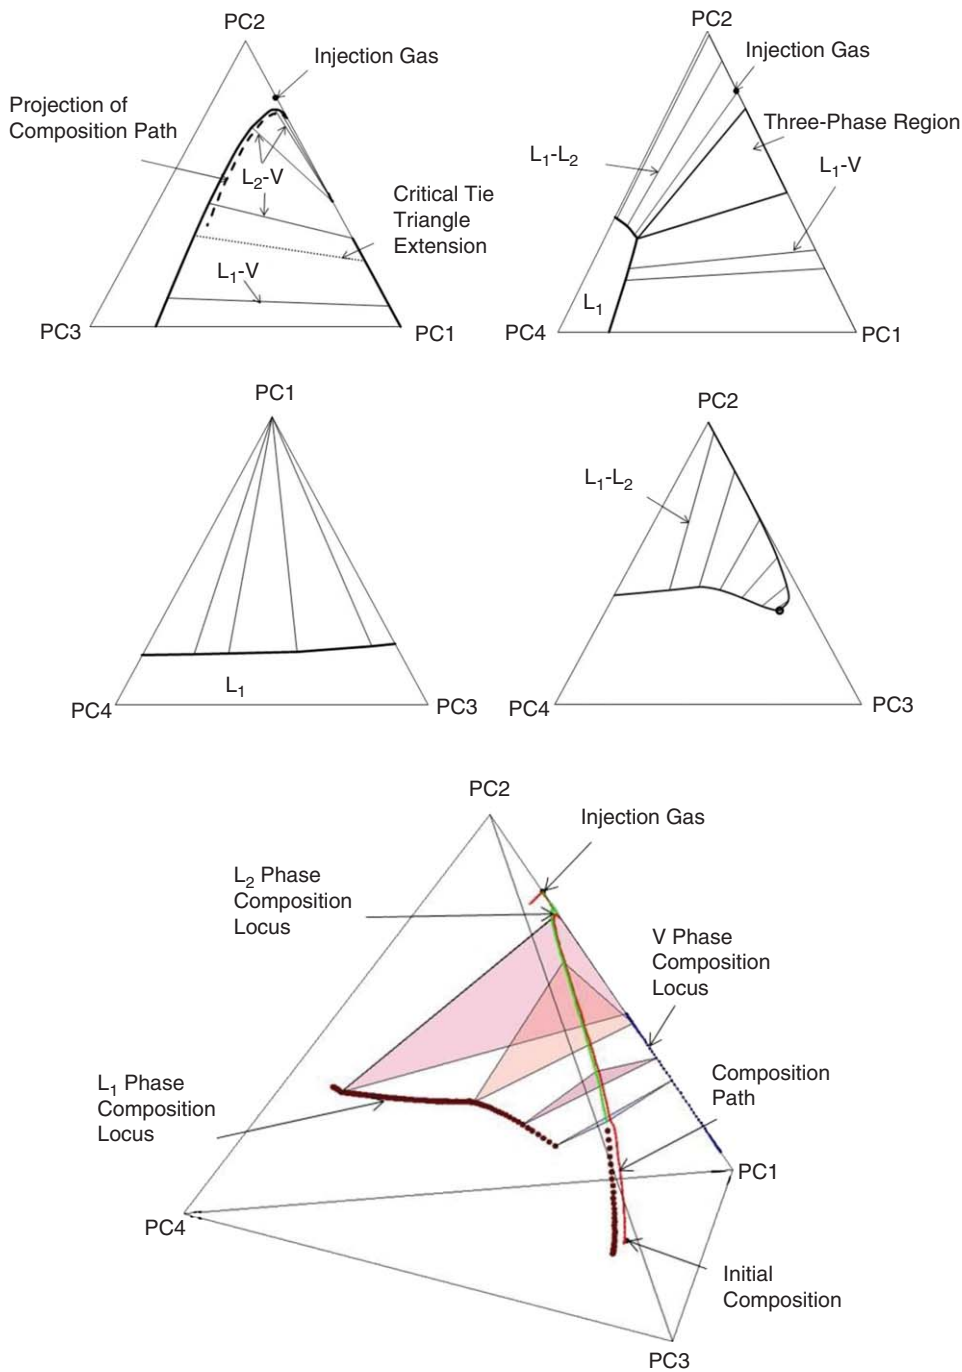 PC2
Injection Gas
Projection of
Composition Path
L₂-V
Critical Tie
Triangle
Extension
L₁-V
PC3
PC1
PC2
Injection Gas
Three-Phase Region
L₁-L₂
L₁-V
L₁
PC4
PC1
PC1
L₁
PC4
PC3
PC2
L₁-L₂
PC4
PC3
PC2
Injection Gas
L₂ Phase
Composition
Locus
V Phase
Composition
Locus
L₁ Phase
Composition
Locus
Composition
Path
PC1
PC4
Initial
Composition
PC3